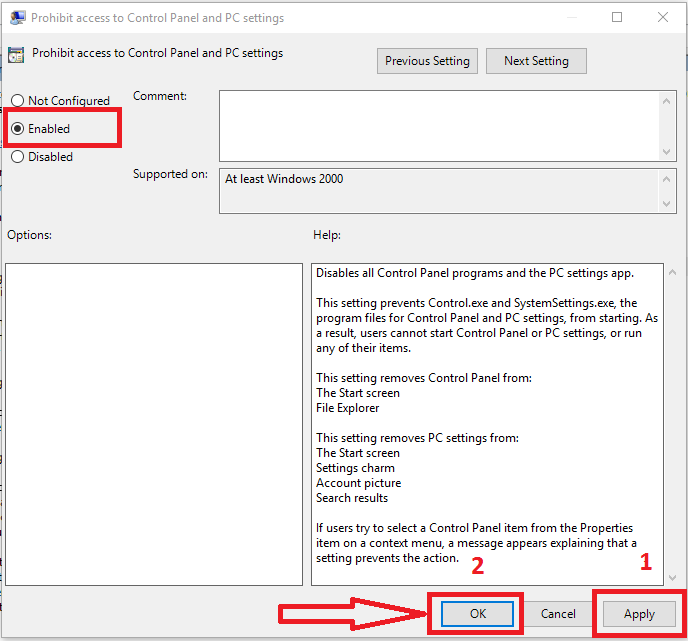 Prohibit access to Control Panel and PC settings
Prohibit access to Control Panel and PC settings
Previous Setting
Next Setting
Not Configured
Comment:
Enabled
Disabled
Supported on:
At least Windows 2000
Options:
Help:
Disables all Control Panel programs and the PC settings app.
This setting prevents Control.exe and SystemSettings.exe, the
program files for Control Panel and PC settings, from starting. As
a result, users cannot start Control Panel or PC settings, or run
any of their items.
This setting removes Control Panel from:
The Start screen
File Explorer
This setting removes PC settings from:
The Start screen
Settings charm
Account picture
Search results
If users try to select a Control Panel item from the Properties
item on a context menu, a message appears explaining that a
setting prevents the action.
2
1
OK
Cancel
Apply